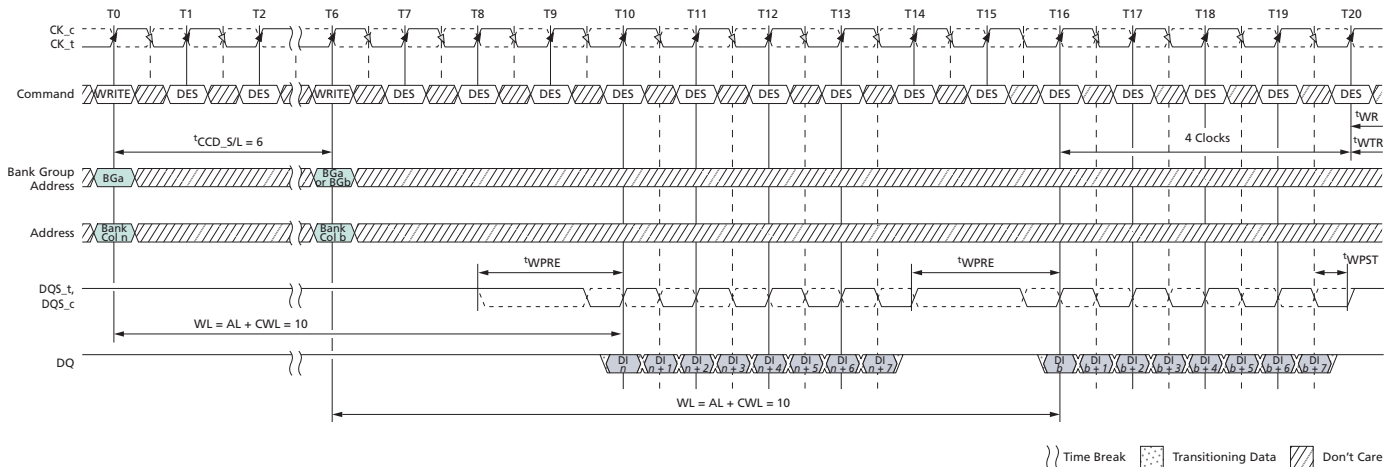 T0 T1 T2 T6 T7 T8 T9 T10 T11 T12 T13 T14 T15 T16 T17 T18 T19 T20
CK_c
CK_t
Command WRITE DES DES WRITE DES DES DES DES DES DES DES DES DES DES DES DES DES DES
tWR
tCCD_S/L = 6 4 Clocks tWTR
Bank Group
Address BGa BGa
or BGb
Address Bank
Col n Bank
Col b
tWPRE tWPRE tWPST
DQS_t,
DQS_c
WL = AL + CWL = 10
DQ DI
n DI
n + 1 DI
n + 2 DI
n + 3 DI
n + 4 DI
n + 5 DI
n + 6 DI
n + 7 DI
b DI
b + 1 DI
b + 2 DI
b + 3 DI
b + 4 DI
b + 5 DI
b + 6 DI
b + 7
WL = AL + CWL = 10
Time Break Transitioning Data Don't Care